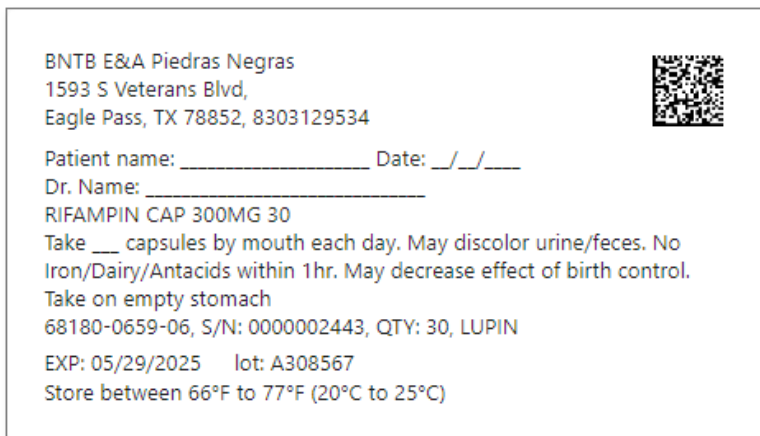 BNTB E&A Piedras Negras
1593 S Veterans Blvd,
Eagle Pass, TX 78852, 8303129534
Patient name: _____________________ Date: __/__/____
Dr. Name: _______________________________
RIFAMPIN CAP 300MG 30
Take ___ capsules by mouth each day. May discolor urine/feces. No
Iron/Dairy/Antacids within 1hr. May decrease effect of birth control.
Take on empty stomach
68180-0659-06, S/N: 0000002443, QTY: 30, LUPIN
EXP: 05/29/2025 lot: A308567
Store between 66°F to 77°F (20°C to 25°C)